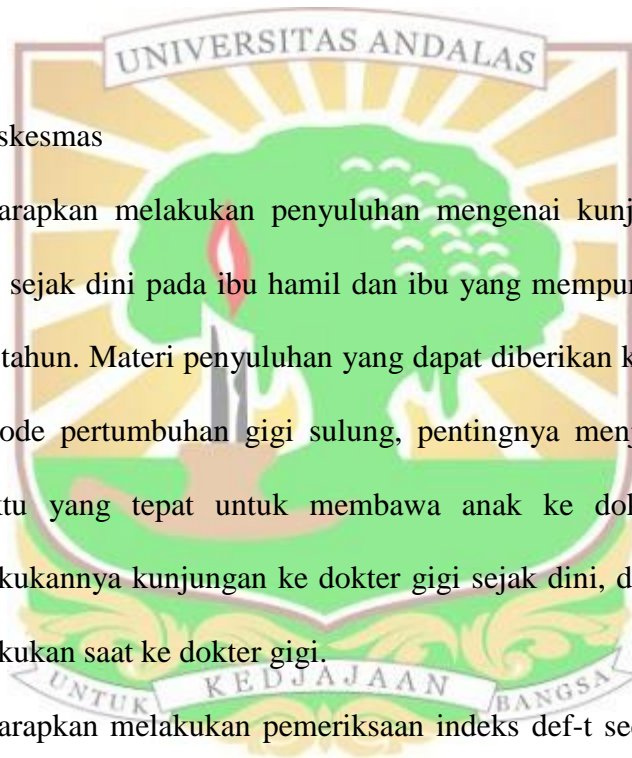 UNIVERSITAS ANDALAS
skesmas
arapkan melakukan penyuluhan mengenai kunj
sejak dini pada ibu hamil dan ibu yang mempun
tahun. Materi penyuluhan yang dapat diberikan k
ode pertumbuhan gigi sulung, pentingnya menj
tu yang tepat untuk membawa anak ke dok
kukannya kunjungan ke dokter gigi sejak dini, d
kukan saat ke dokter gigi.
UNTUK KEDJAJAAN BANGSA
arapkan melakukan pemeriksaan indeks def-t sec